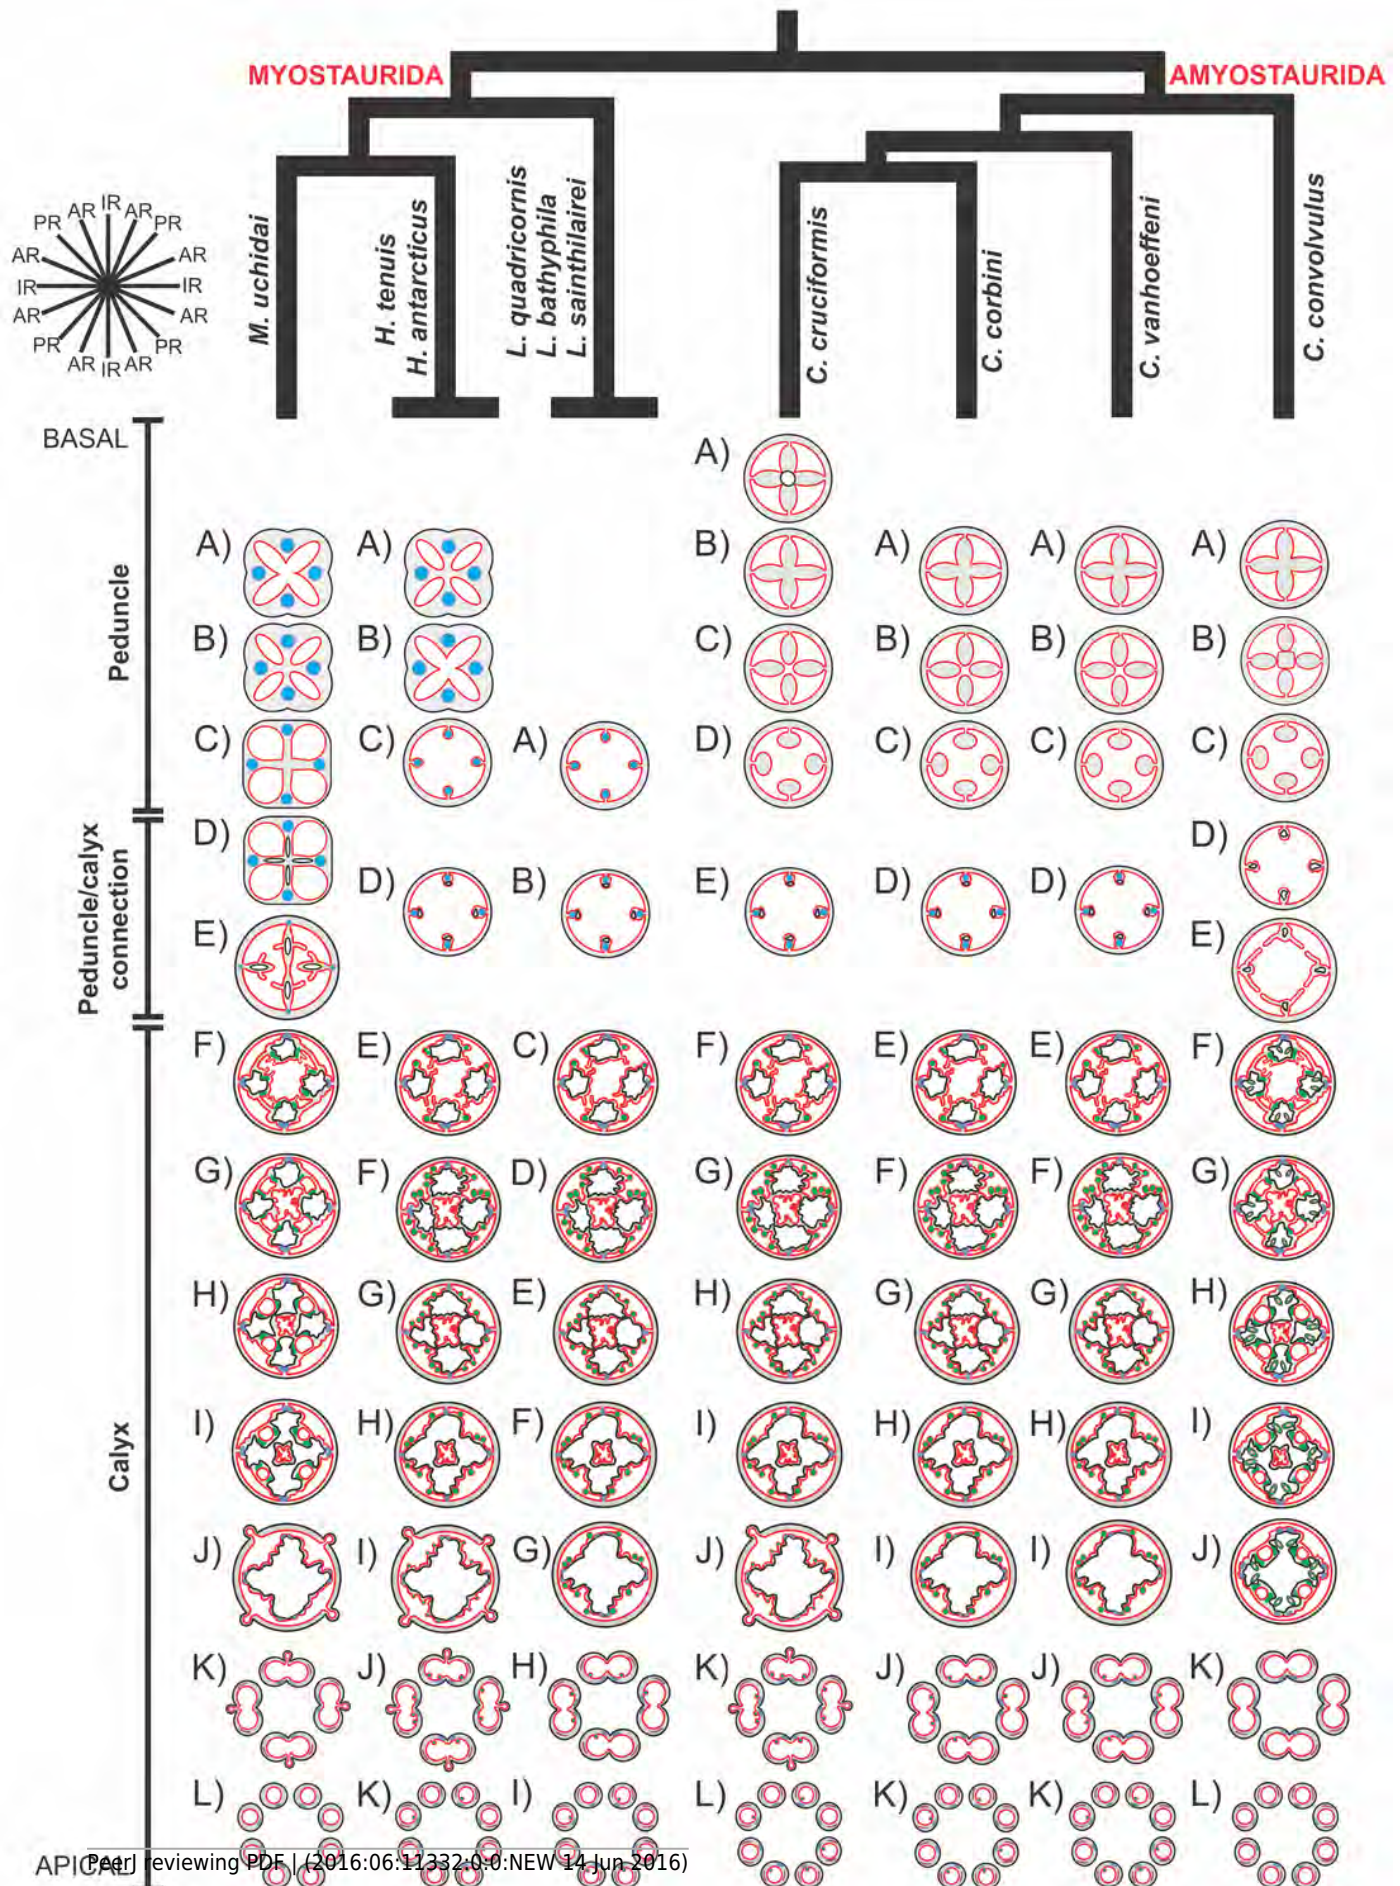 MYOSTAURIDA
AMYOSTAURIDA
IR
AR AR
PR PR
AR AR
IR IR
AR AR
PR PR
AR IR AR
M. uchidai
H. tenuis
H. antarcticus
L. quadricornis
L. bathyphila
L. sainthilairei
C. cruciformis
C. corbini
C. vanhoeffeni
C. convolvulus
BASAL
A)
A) A) B) A) A) A)
Peduncle
B) B) C) B) B) B)
C) C) A) D) C) C) C)
Peduncle/calyx
connection
D) D)
D) B) E) D) D)
E) E)
F) E) C) F) E) E) F)
G) F) D) G) F) F) G)
H) G) E) H) G) G) H)
Calyx
I) H) F) I) H) H) I)
J) I) G) J) I) I) J)
K) J) H) K) J) J) K)
L) K) I) L) K) K) L)
APICAL
PeerJ reviewing PDF | (2016:06:11332:0:0:NEW 14 Jun 2016)